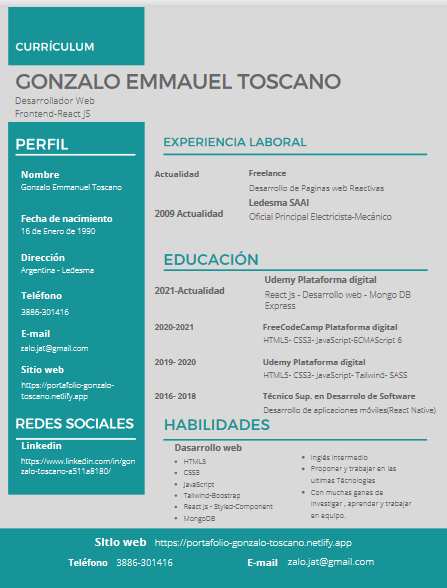 CURRÍCULUM
GONZALO EMMAUEL TOSCANO
Desarrollador Web
Frontend-React JS
PERFIL
Nombre
Gonzalo Emmanuel Toscano
Fecha de nacimiento
16 de Enero de 1990
Dirección
Argentina - Ledesma
Teléfono
3886-301416
E-mail
zalo.jat@gmail.com
Sitio web
https://portafolio-gonzalo-
toscano.netlify.app
REDES SOCIALES
Linkedin
https://www.linkedin.com/in/gon
zalo-toscano-a511a8180/
EXPERIENCIA LABORAL
Actualidad
Freelance
Desarrollo de Paginas web Reactivas
2009 Actualidad
Ledesma SAAI
Oficial Principal Electricista-Mecánico
EDUCACIÓN
2021-Actualidad
Udemy Plataforma digital
React Js - Desarrollo web - Mongo DB
Express
2020-2021
FreeCodeCamp Plataforma digital
HTML5- CSS3- JavaScript-ECMAScript 6
2019- 2020
Udemy Plataforma digital
HTML5- CSS3- JavaScript- Tailwind- SASS
2016- 2018
Técnico Sup. en Desarrolo de Software
Desarrollo de aplicaciones móviles(React Native)
HABILIDADES
Dasarrollo web
HTML5
CSS3
JavaScript
Tailwind-Boostrap
React Js - Styled-Component
MongoDB
Inglés intermedio
Proponer y trabajar en las
ultimas Técnologías
Con muchas ganas de
investigar , aprender y trabajar
en equipo.
Sitio web https://portafolio-gonzalo-toscano.netlify.app
Teléfono 3886-301416 E-mail zalo.jat@gmail.com